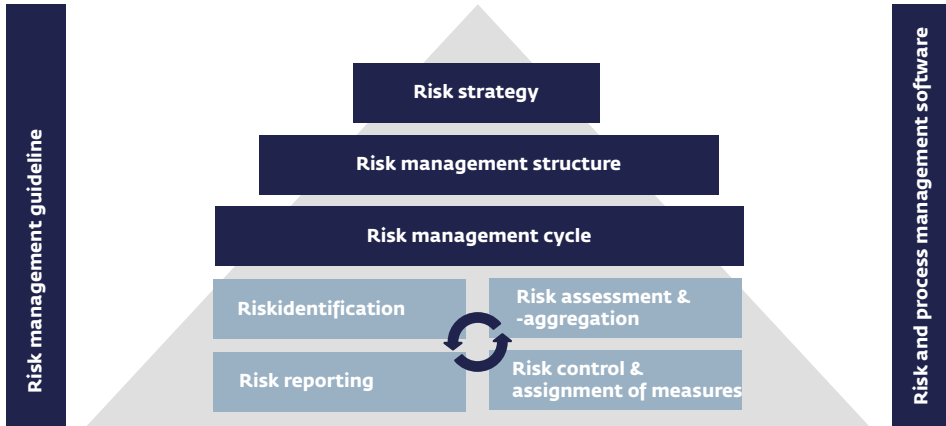 Risk management guideline
Risk strategy
Risk management structure
Risk management cycle
Riskidentification
Risk assessment &
-aggregation
Risk reporting
Risk control &
assignment of measures
Risk and process management software